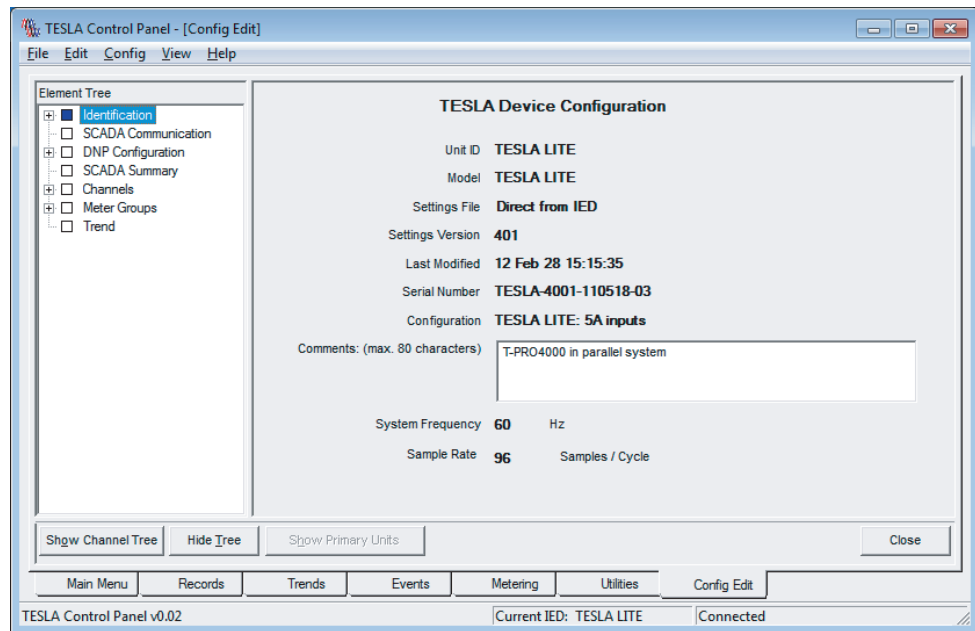 TESLA Control Panel - [Config Edit]
File Edit Config View Help
Element Tree
Identification
SCADA Communication
DNP Configuration
SCADA Summary
Channels
Meter Groups
Trend
TESLA Device Configuration
Unit ID TESLA LITE
Model TESLA LITE
Settings File Direct from IED
Settings Version 401
Last Modified 12 Feb 28 15:15:35
Serial Number TESLA-4001-110518-03
Configuration TESLA LITE: 5A inputs
Comments: (max. 80 characters) T-PRO4000 in parallel system
System Frequency 60 Hz
Sample Rate 96 Samples / Cycle
Show Channel Tree Hide Tree Show Primary Units Close
Main Menu Records Trends Events Metering Utilities Config Edit
TESLA Control Panel v0.02 Current IED: TESLA LITE Connected